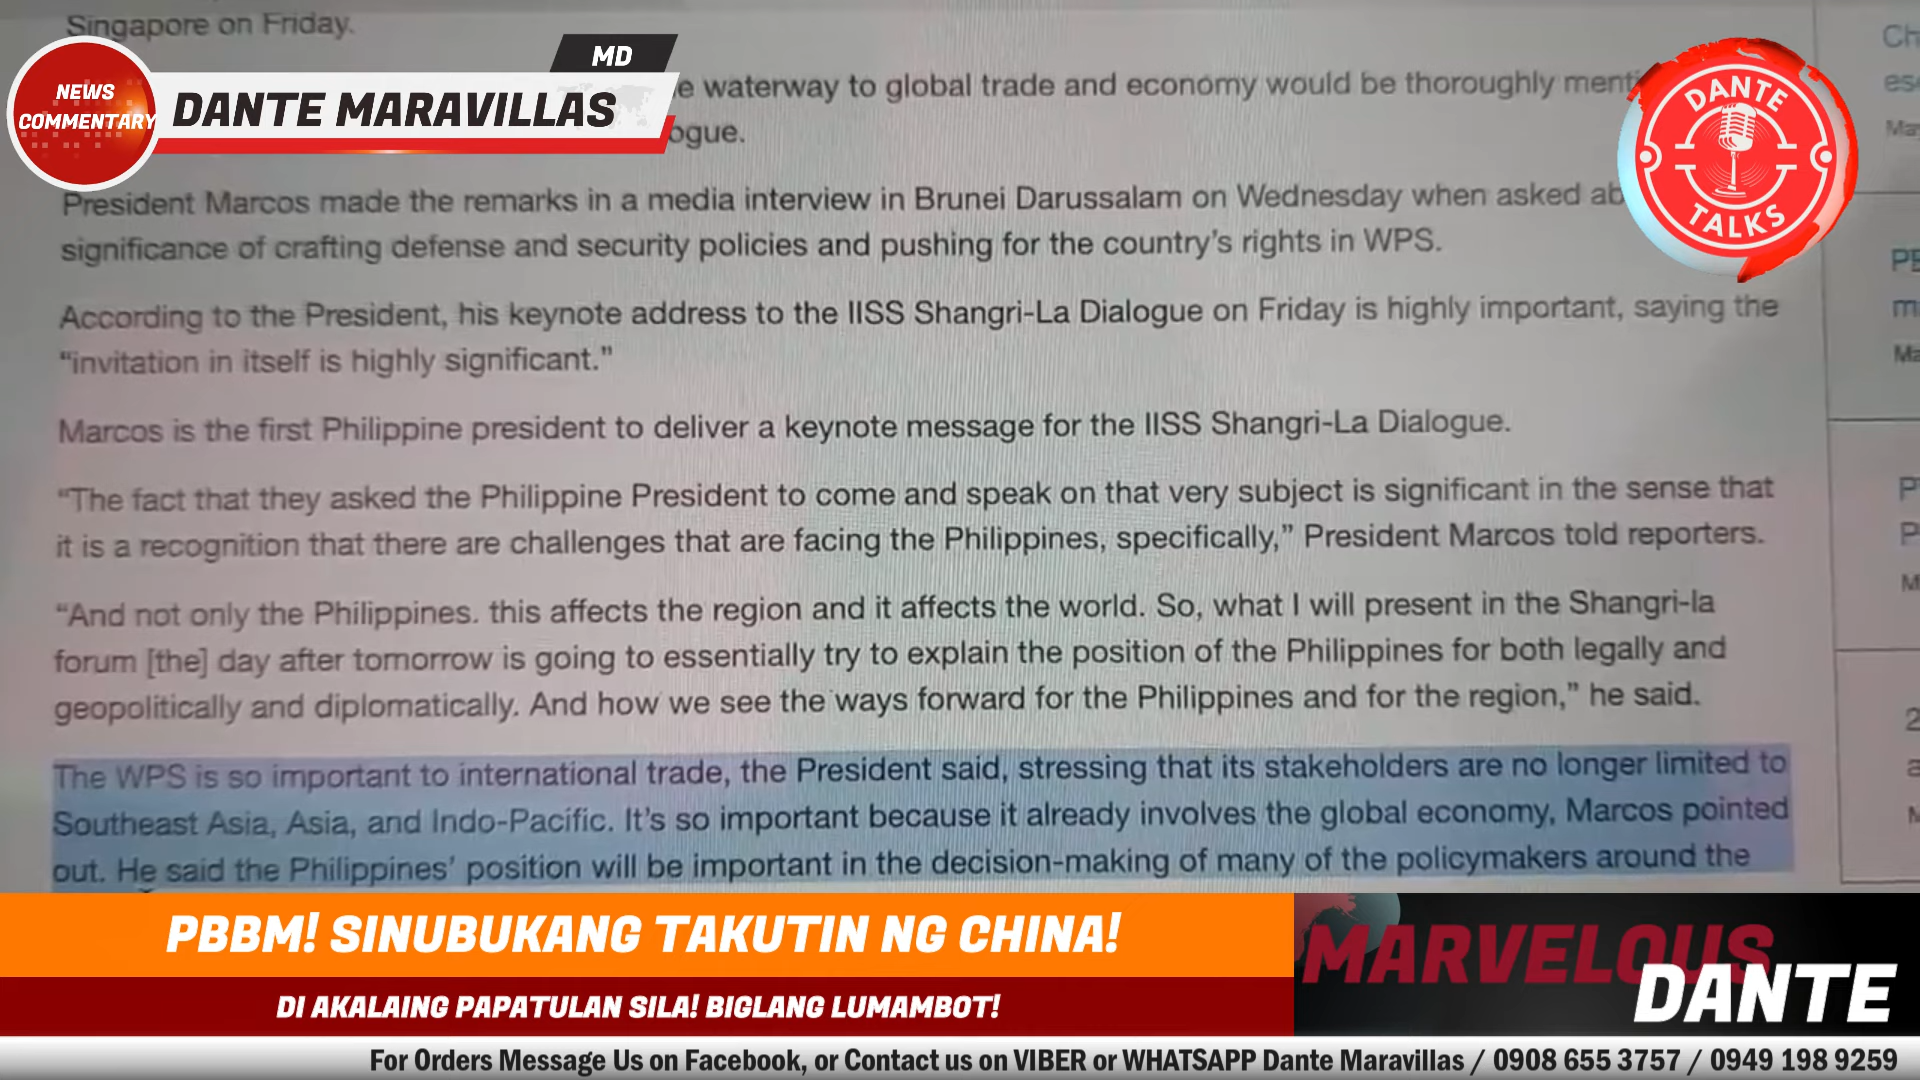 Singapore on Friday.
MD
NEWS
COMMENTARY
DANTE MARAVILLAS
e waterway to global trade and economy would be thoroughly menti
ogue.
DANTE
TALKS
President Marcos made the remarks in a media interview in Brunei Darussalam on Wednesday when asked ab
significance of crafting defense and security policies and pushing for the country's rights in WPS.
According to the President, his keynote address to the IISS Shangri-La Dialogue on Friday is highly important, saying the
“invitation in itself is highly significant.”
Marcos is the first Philippine president to deliver a keynote message for the IISS Shangri-La Dialogue.
“The fact that they asked the Philippine President to come and speak on that very subject is significant in the sense that
it is a recognition that there are challenges that are facing the Philippines, specifically,” President Marcos told reporters.
“And not only the Philippines. this affects the region and it affects the world. So, what I will present in the Shangri-la
forum [the] day after tomorrow is going to essentially try to explain the position of the Philippines for both legally and
geopolitically and diplomatically. And how we see the ways forward for the Philippines and for the region,” he said.
The WPS is so important to international trade, the President said, stressing that its stakeholders are no longer limited to
Southeast Asia, Asia, and Indo-Pacific. It's so important because it already involves the global economy, Marcos pointed
out. He said the Philippines' position will be important in the decision-making of many of the policymakers around the
PBBM! SINUBUKANG TAKUTIN NG CHINA!
DI AKALAING PAPATULAN SILA! BIGLANG LUMAMBOT!
MARVELOUS
DANTE
For Orders Message Us on Facebook, or Contact us on VIBER or WHATSAPP Dante Maravillas / 0908 655 3757 / 0949 198 9259